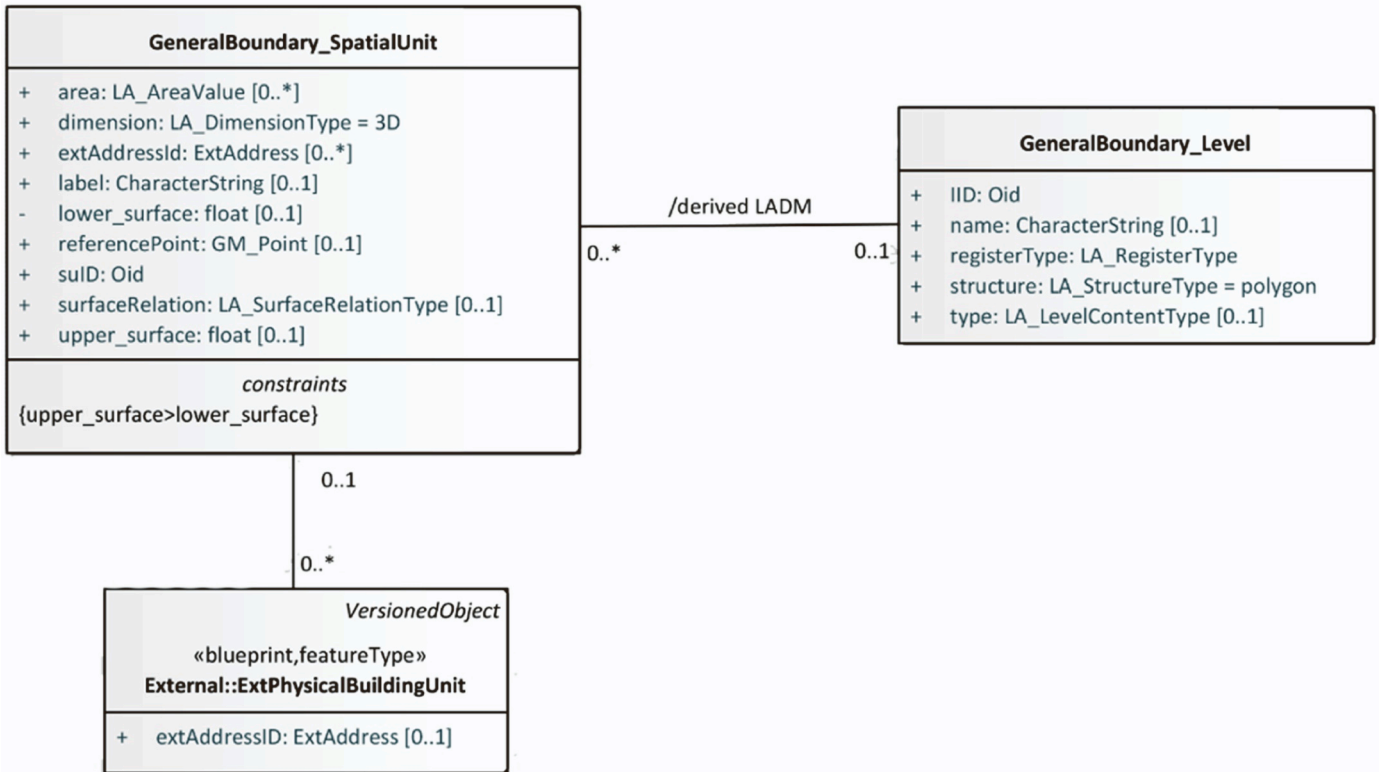 GeneralBoundary_SpatialUnit
+ area: LA_AreaValue [0..*]
+ dimension: LA_DimensionType = 3D
+ extAddressId: ExtAddress [0..*]
+ label: CharacterString [0..1]
- lower_surface: float [0..1]
+ referencePoint: GM_Point [0..1]
+ suID: Oid
+ surfaceRelation: LA_SurfaceRelationType [0..1]
+ upper_surface: float [0..1]
constraints
{upper_surface>lower_surface}
/derived LADM
0..*
0..1
GeneralBoundary_Level
+ lID: Oid
+ name: CharacterString [0..1]
+ registerType: LA_RegisterType
+ structure: LA_StructureType = polygon
+ type: LA_LevelContentType [0..1]
0..1
0..*
VersionedObject
«blueprint,featureType»
External::ExtPhysicalBuildingUnit
+ extAddressID: ExtAddress [0..1]